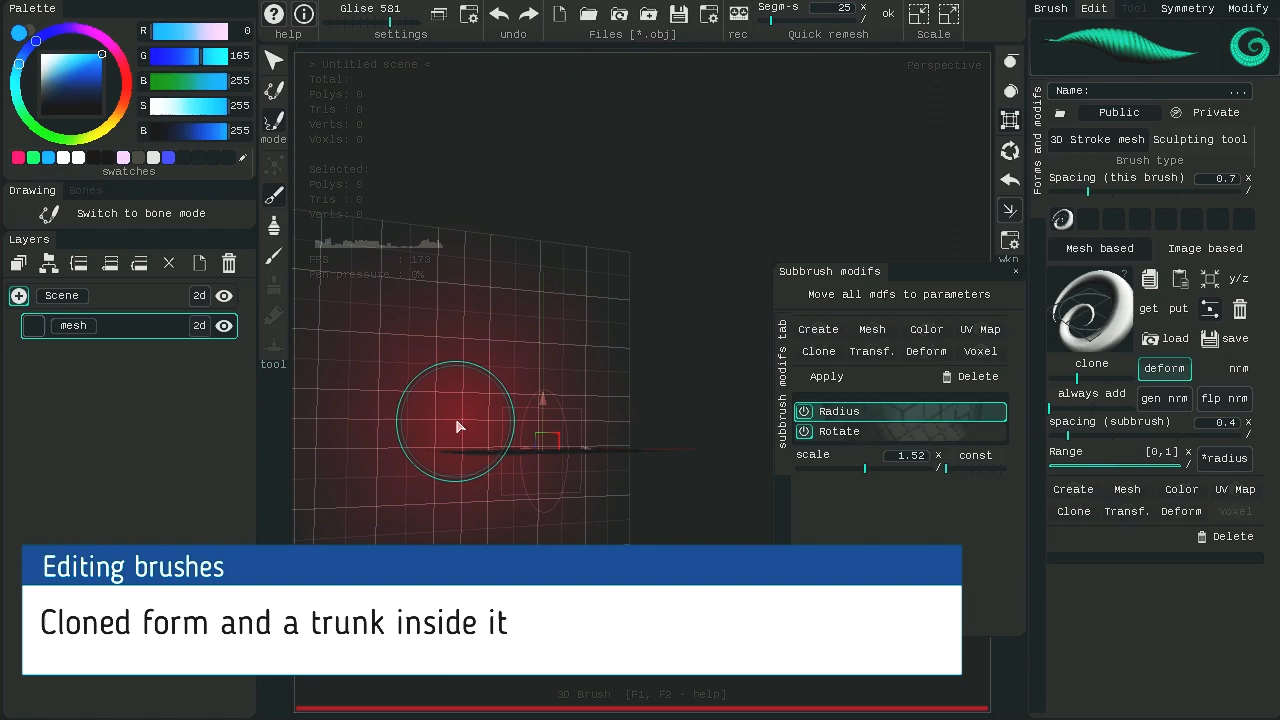 Palette
R 0
G 165
B 255
S 255
B 255
swatches
Drawing Bones
Switch to bone mode
Layers
Scene 2d
mesh 2d
Glise 581
help settings undo Files [*.obj] rec Quick remesh Scale
Segm-s 25 x / ok
mode
tool
> Untitled scene <
Perspective
Total:
Polys: 0
Tris : 0
Verts: 0
Voxls: 0
Selected:
Polys: 0
Tris : 0
Verts: 0
FPS : 173
Pen pressure : 0%
wkn
Subbrush modifs ×
Move all mdfs to parameters
subbrush modifs tab
Create Mesh Color UV Map
Clone Transf. Deform Voxel
Apply Delete
Radius
Rotate
scale 1.52 x / const
Brush Edit Tool Symmetry Modify
Forms and modifs
Name: ...
Public Private
3D Stroke mesh Sculpting tool
Brush type
Spacing (this brush) 0.7 x /
Mesh based Image based
?
y/z
get put
load save
clone deform nrm
always add gen nrm flp nrm
spacing (subbrush) 0.4 x /
Range [0,1] x / *radius
Create Mesh Color UV Map
Clone Transf. Deform Voxel
Delete
Editing brushes
Cloned form and a trunk inside it
3D Brush [F1, F2 - help]